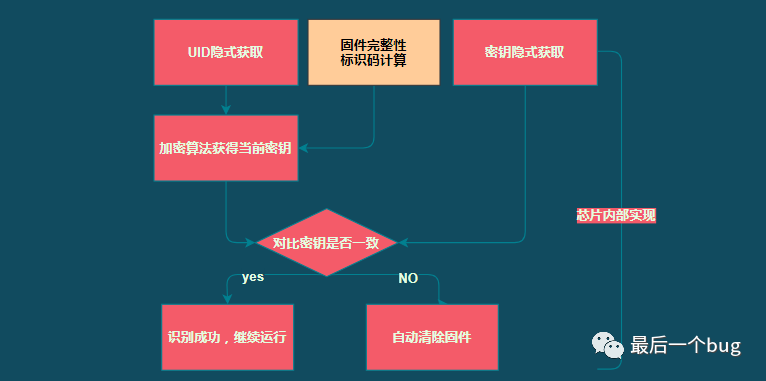 UID隐式获取
固件完整性
标识码计算
密钥隐式获取
加密算法获得当前密钥
芯片内部实现
对比密钥是否一致
yes
NO
识别成功，继续运行
自动清除固件
最后一个bug